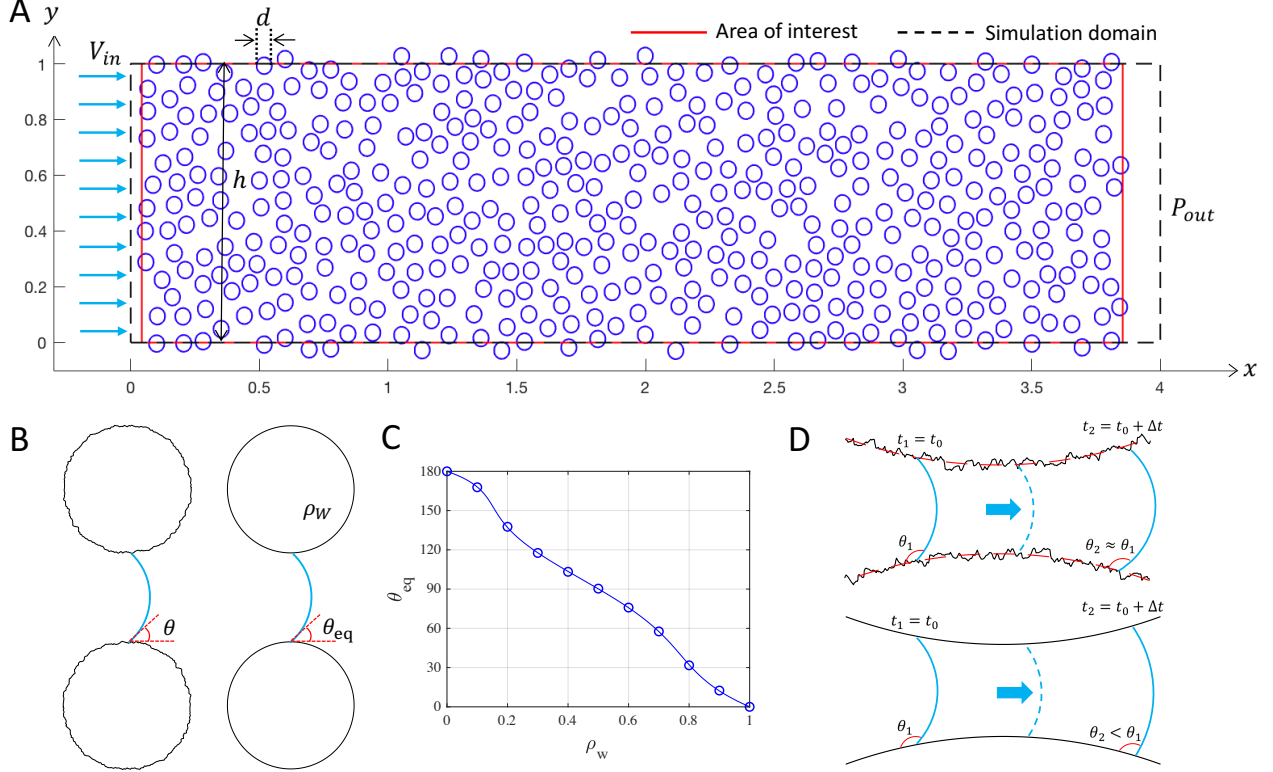 A
y
d
Area of interest
Simulation domain
V_in
1
0.8
0.6
0.4
0.2
0
h
P_out
0
0.5
1
1.5
2
2.5
3
3.5
4
x
B
ρ_W
θ
θ_eq
C
180
150
120
90
60
30
0
θ_eq
0
0.2
0.4
0.6
0.8
1
ρ_w
D
t_1 = t_0
t_2 = t_0 + Δt
θ_1
θ_2 ≈ θ_1
t_1 = t_0
t_2 = t_0 + Δt
θ_1
θ_2 < θ_1